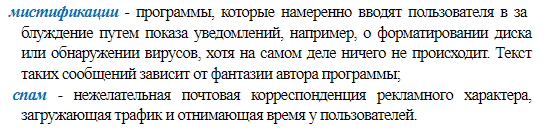 мистификации - программы, которые намеренно вводят пользователя в за
блуждение путем показа уведомлений, например, о форматировании диска
или обнаружении вирусов, хотя на самом деле ничего не происходит. Текст
таких сообщений зависит от фантазии автора программы;
спам - нежелательная почтовая корреспонденция рекламного характера,
загружающая трафик и отнимающая время у пользователей.